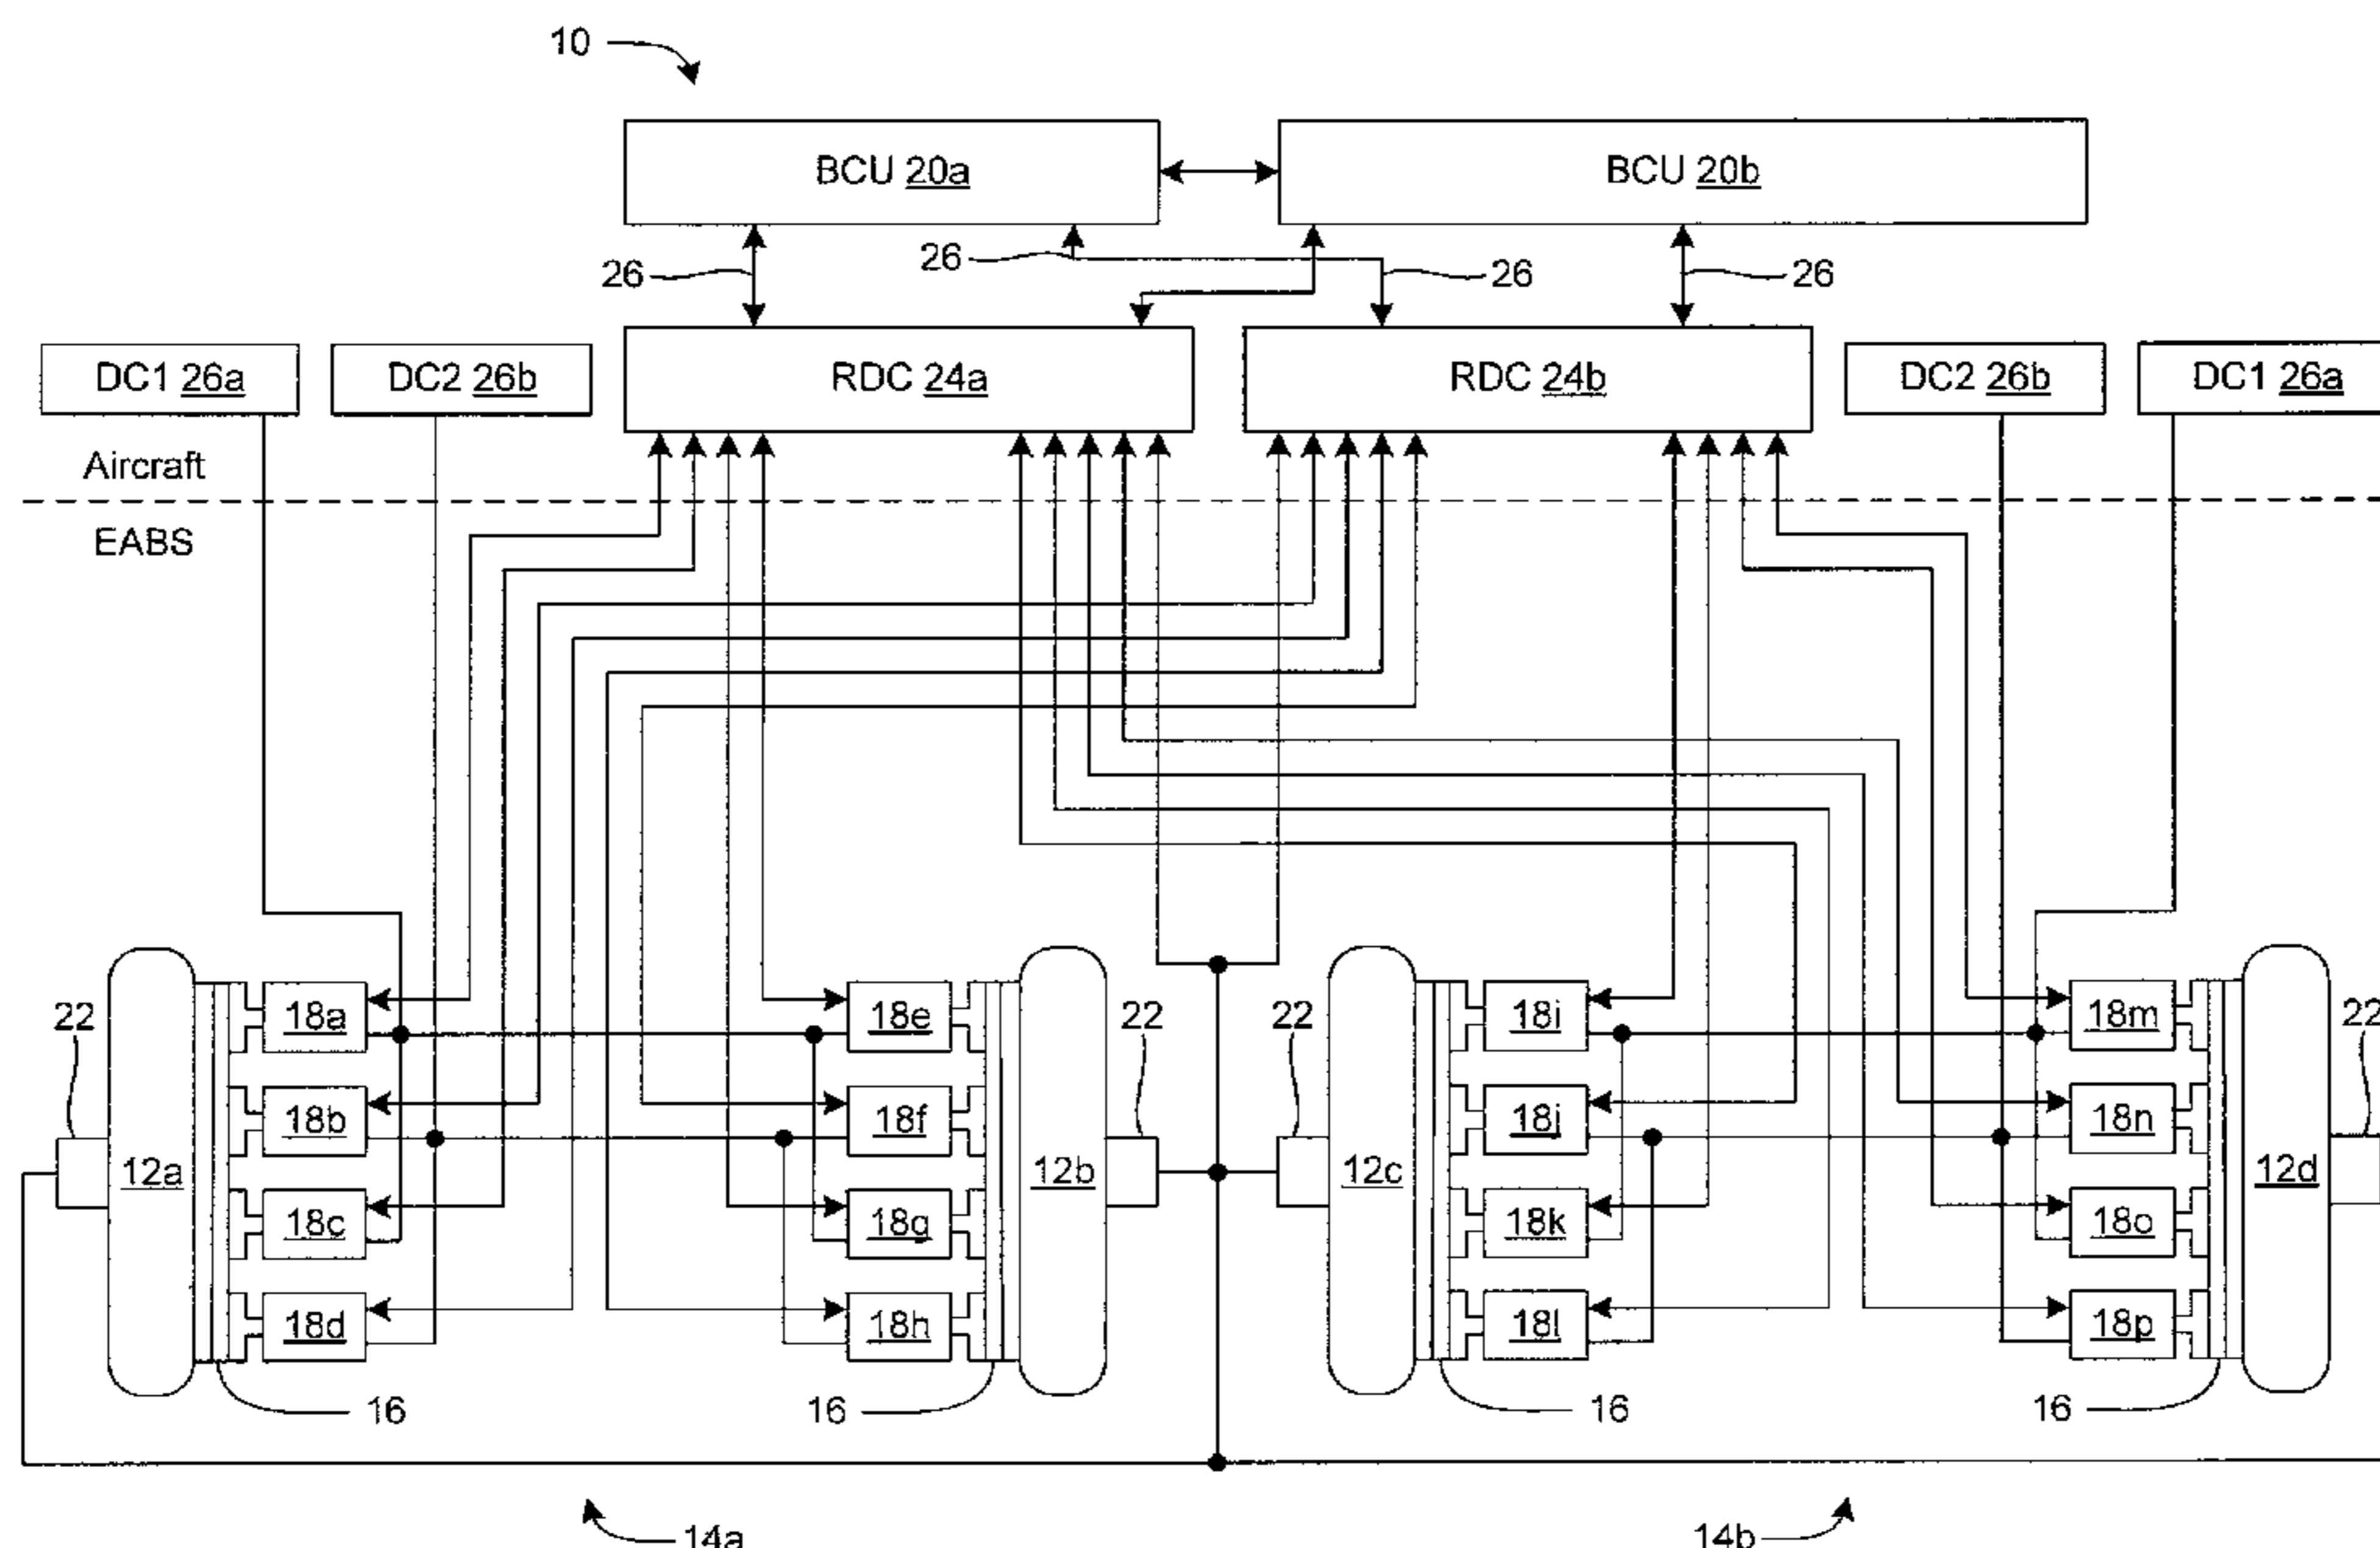 10
BCU 20a
BCU 20b
26
26
26
26
DC1 26a
DC2 26b
RDC 24a
RDC 24b
DC2 26b
DC1 26a
Aircraft
EABS
22
18a
18e
22
22
18i
18m
22
18b
18f
18j
18n
12a
12b
12c
12d
18c
18g
18k
18o
18d
18h
18l
18p
16
16
16
16
14a
14b